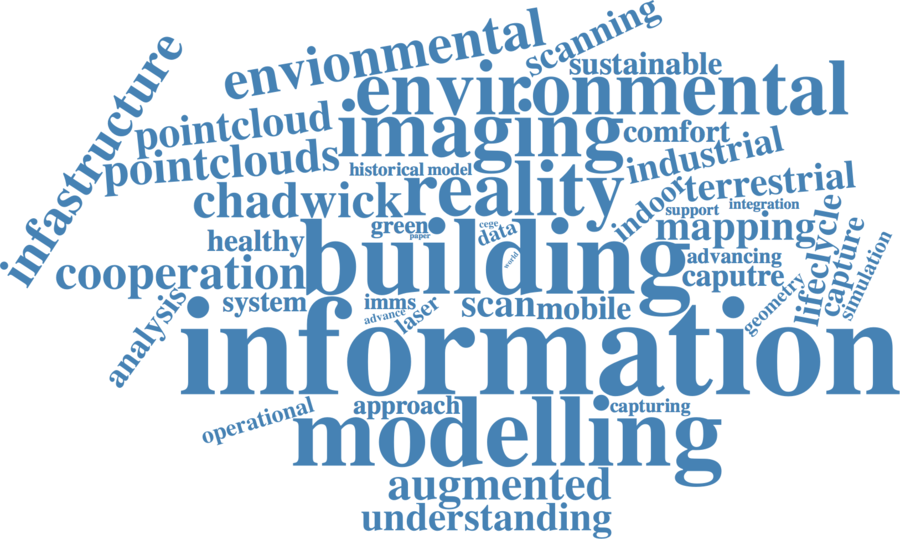 envionmental
scanning
sustainable
infastructure
environmental
pointcloud
imaging
comfort
pointclouds
industrial
historical model
chadwick
reality
indoor
terrestrial
support
integration
healthy
green
paper
cege
data
mapping
lifeclycle
capture
simulation
cooperation
building
world
advancing
caputre
geometry
analysis
system
imms
advance
laser
scan
mobile
information
operational
approach
capturing
modelling
augmented
understanding